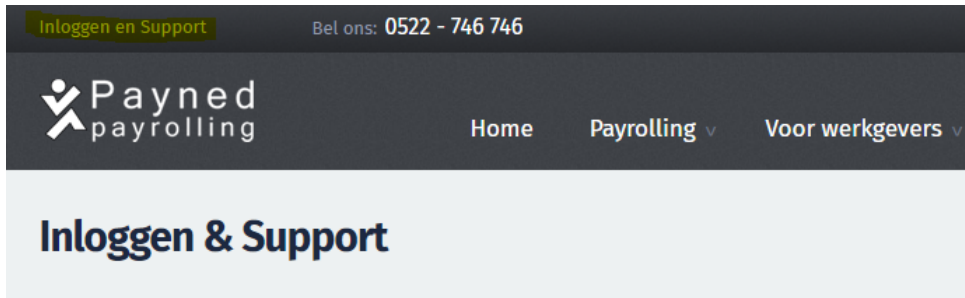 Inloggen en Support Bel ons: 0522 - 746 746
Payned
payrolling
Home Payrolling v Voor werkgevers v
Inloggen & Support